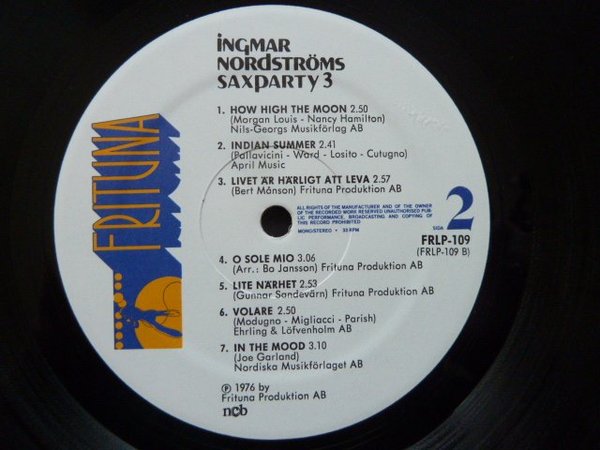 ingmar
nordströms
saxparty 3
1. HOW HIGH THE MOON 2.50
(Morgan Louis - Nancy Hamilton)
Nils-Georgs Musikförlag AB
2. INDIAN SUMMER 2.41
(Pallavicini - Ward - Losito - Cutugno)
April Music
3. LIVET ÄR HÄRLIGT ATT LEVA 2.57
(Bert Månson) Frituna Produktion AB
FRITUNA
ALL RIGHTS OF THE MANUFACTURER AND OF THE OWNER
OF THE RECORDED WORK RESERVED UNAUTHORISED PUB-
LIC PERFORMANCE, BROADCASTING AND COPYING OF
THIS RECORD PROHIBITED
MONO/STEREO • 33 RPM
SIDA 2
FRLP-109
(FRLP-109 B)
4. O SOLE MIO 3.06
(Arr.: Bo Jansson) Frituna Produktion AB
5. LITE NÄRHET 2.53
(Gunnar Sandevärn) Frituna Produktion AB
6. VOLARE 2.50
(Modugno - Migliacci - Parish)
Ehrling & Löfvenholm AB
7. IN THE MOOD 3.10
(Joe Garland)
Nordiska Musikförlaget AB
℗ 1976 by
Frituna Produktion AB
ncb